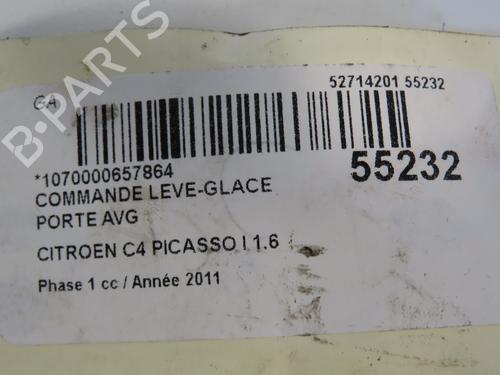 GA
52714201 55232
*1070000657864
55232
COMMANDE LEVE-GLACE
PORTE AVG
CITROEN C4 PICASSO I 1.6
Phase 1 cc / Année 2011
B-PARTS